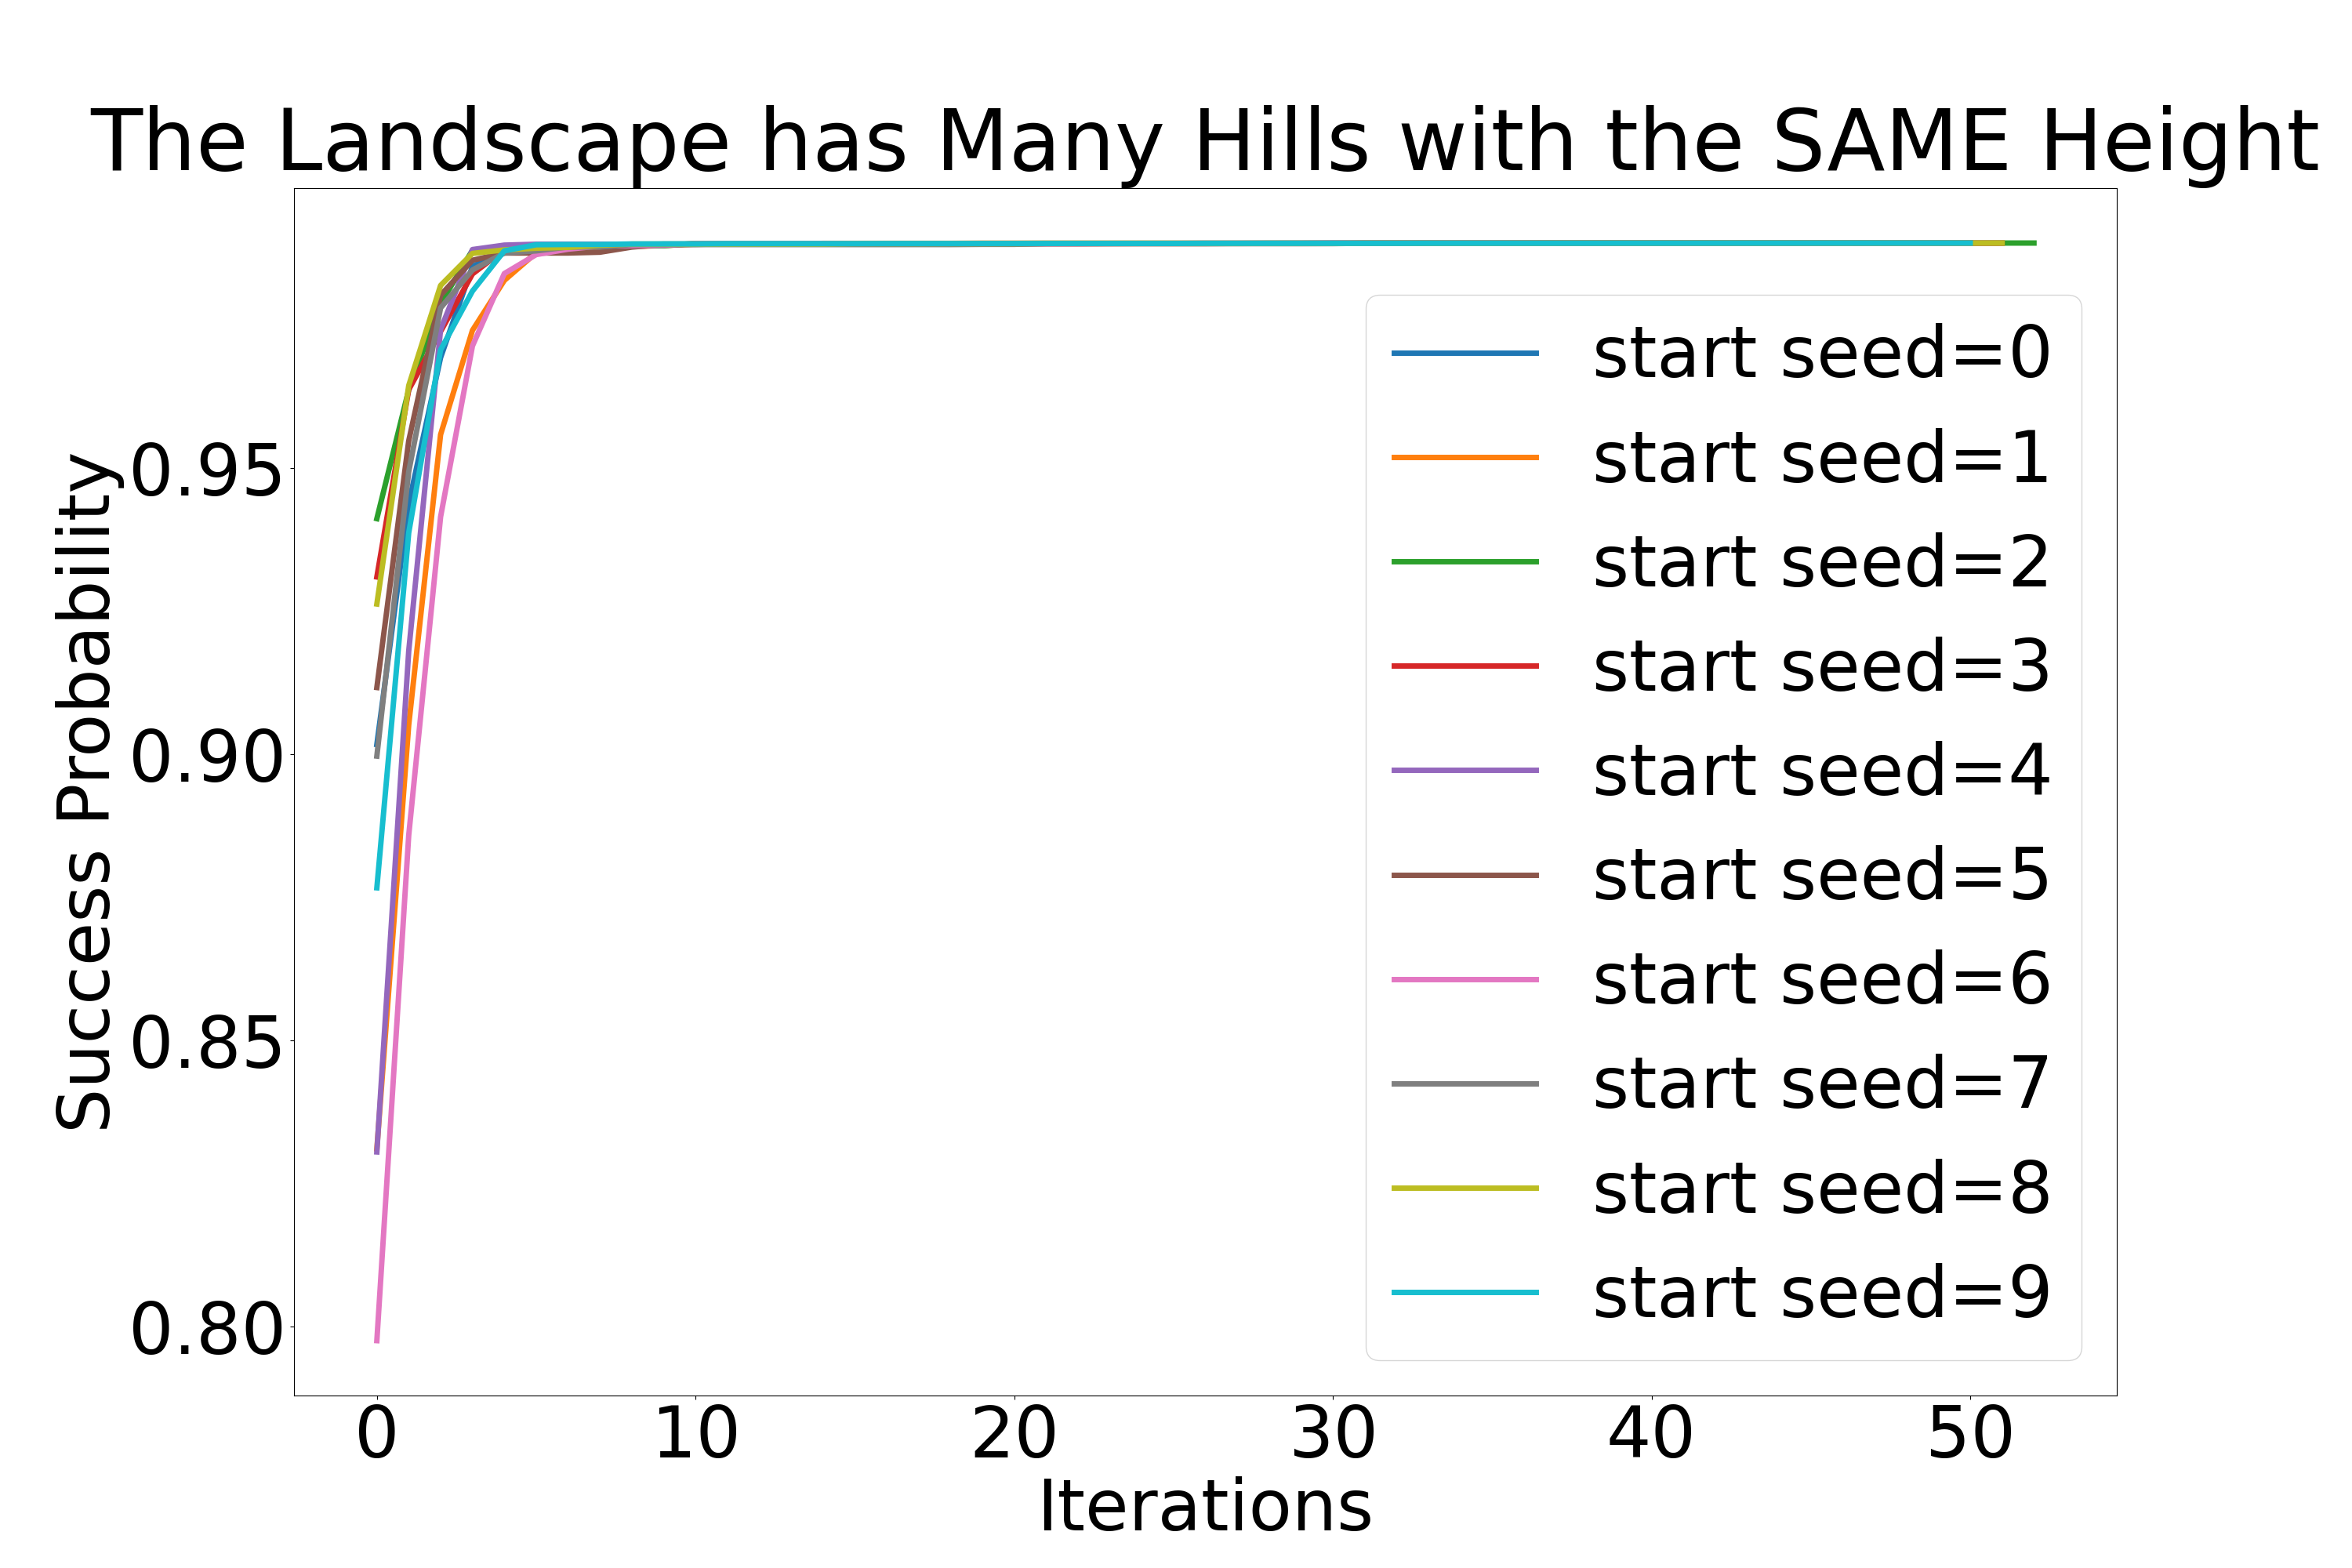 The Landscape has Many Hills with the SAME Height
Success Probability
0.95
0.90
0.85
0.80
0 10 20 30 40 50
Iterations
start seed=0
start seed=1
start seed=2
start seed=3
start seed=4
start seed=5
start seed=6
start seed=7
start seed=8
start seed=9